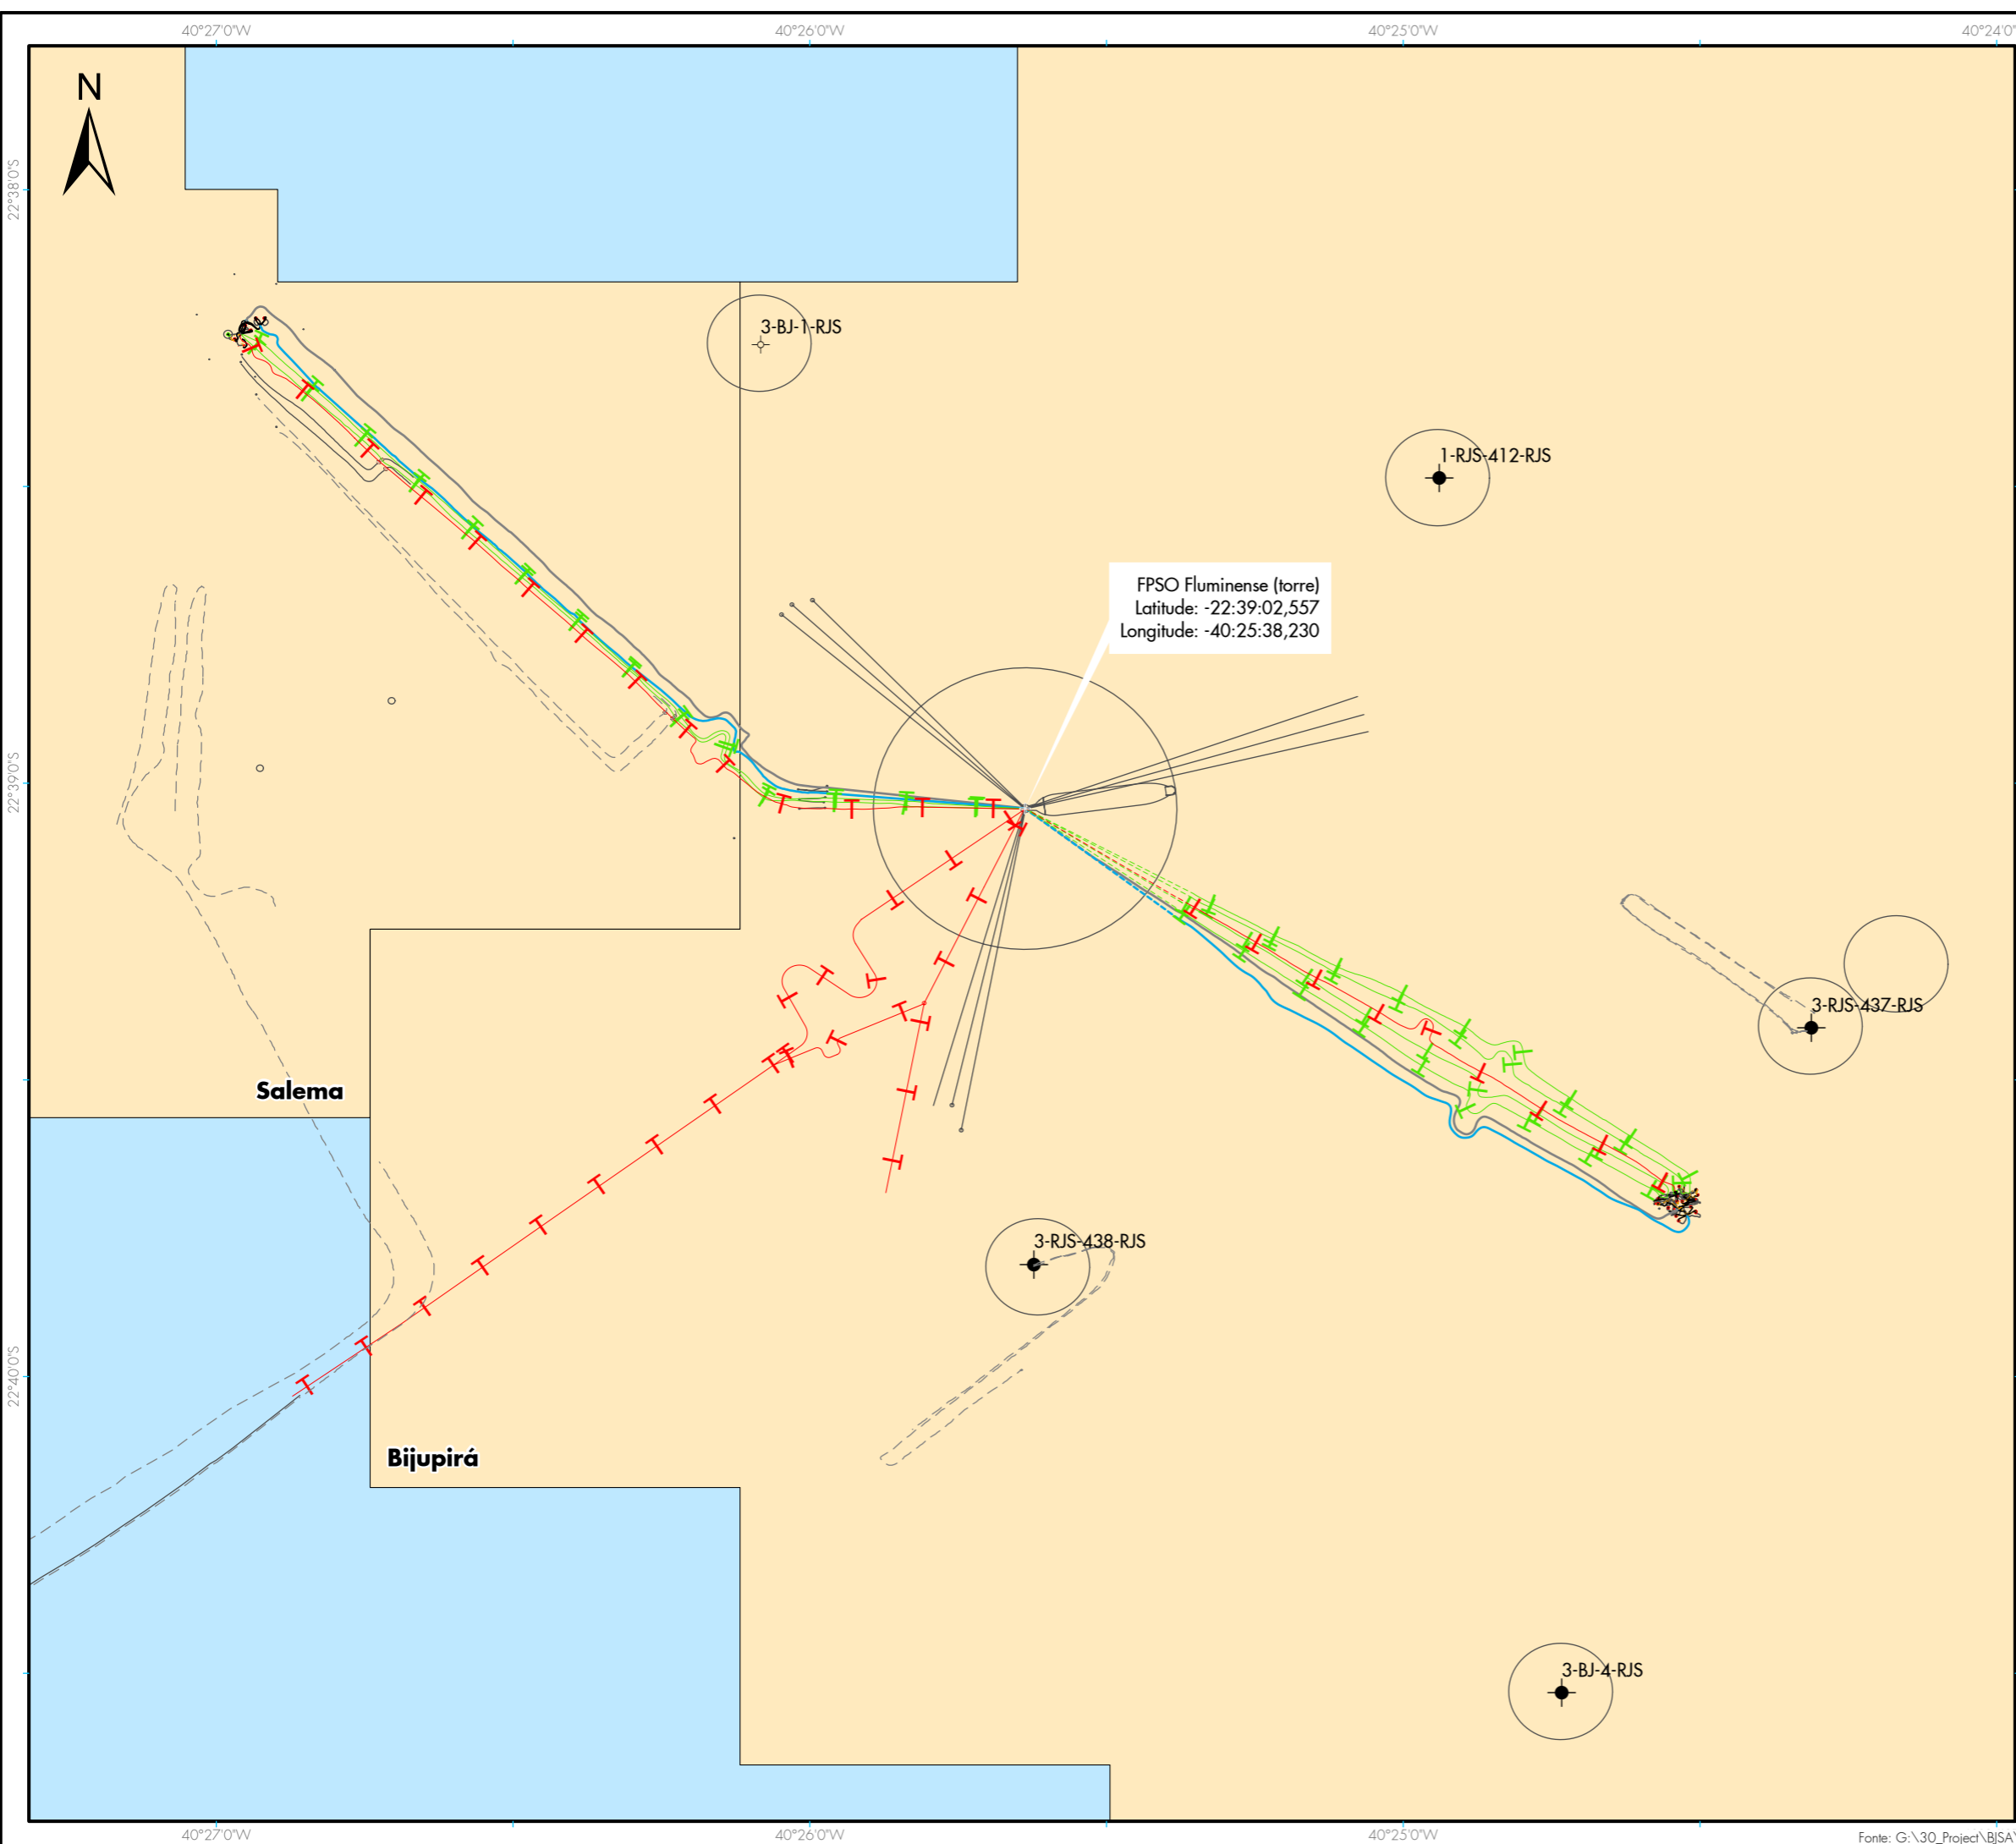 40°27'0"W
40°26'0"W
40°25'0"W
40°24'0"
N
22°38'0"S
3-BJ-1-RJS
1-RJS-412-RJS
FPSO Fluminense (torre)
Latitude: -22:39:02,557
Longitude: -40:25:38,230
22°39'0"S
3-RJS-437-RJS
Salema
3-RJS-438-RJS
22°40'0"S
Bijupirá
3-BJ-4-RJS
40°27'0"W
40°26'0"W
40°25'0"W
Fonte: G:\30_Project\BJSA\